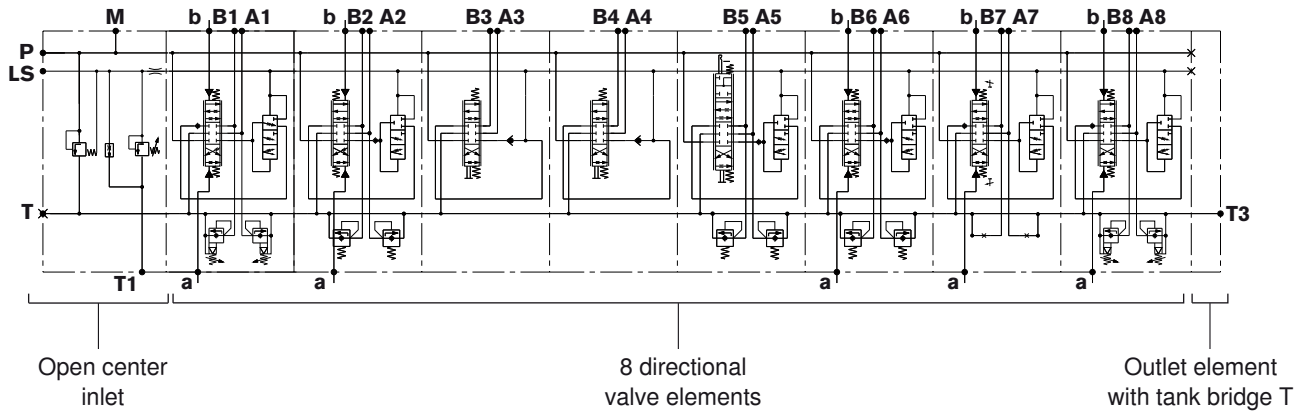 M b B1 A1 b B2 A2 B3 A3 B4 A4 B5 A5 b B6 A6 b B7 A7 b B8 A8
P
LS
T T3
T1 a a a a a
Open center
inlet
8 directional
valve elements
Outlet element
with tank bridge T